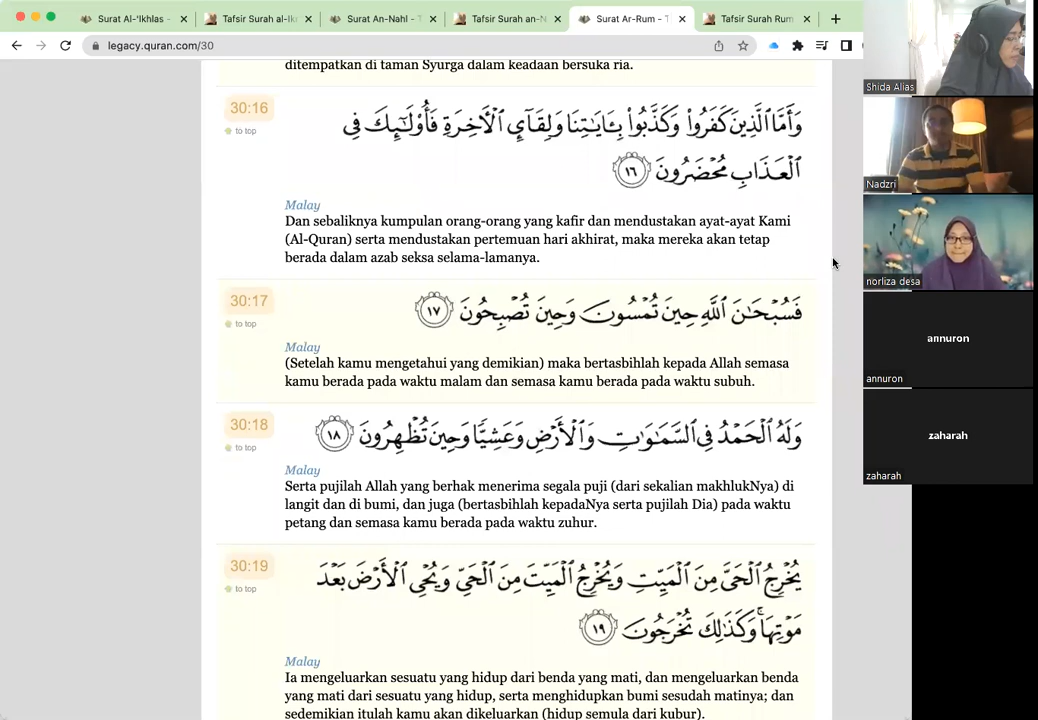 Surat Al-'Ikhlas -
Tafsir Surah al-Ik
Surat An-Nahl - T
Tafsir Surah an-N
Surat Ar-Rum - T
Tafsir Surah Rum
legacy.quran.com/30
ditempatkan di taman Syurga dalam keadaan bersuka ria.
30:16
to top
وَأَمَّا ٱلَّذِينَ كَفَرُوا۟ وَكَذَّبُوا۟ بِـَٔايَـٰتِنَا وَلِقَآئِ ٱلْـَٔاخِرَةِ فَأُو۟لَـٰٓئِكَ فِى
ٱلْعَذَابِ مُحْضَرُونَ ١٦
Malay
Dan sebaliknya kumpulan orang-orang yang kafir dan mendustakan ayat-ayat Kami
(Al-Quran) serta mendustakan pertemuan hari akhirat, maka mereka akan tetap
berada dalam azab seksa selama-lamanya.
30:17
to top
فَسُبْحَـٰنَ ٱللَّهِ حِينَ تُمْسُونَ وَحِينَ تُصْبِحُونَ ١٧
Malay
(Setelah kamu mengetahui yang demikian) maka bertasbihlah kepada Allah semasa
kamu berada pada waktu malam dan semasa kamu berada pada waktu subuh.
30:18
to top
وَلَهُ ٱلْحَمْدُ فِى ٱلسَّمَـٰوَٰتِ وَٱلْأَرْضِ وَعَشِيًّا وَحِينَ تُظْهِرُونَ ١٨
Malay
Serta pujilah Allah yang berhak menerima segala puji (dari sekalian makhlukNya) di
langit dan di bumi, dan juga (bertasbihlah kepadaNya serta pujilah Dia) pada waktu
petang dan semasa kamu berada pada waktu zuhur.
30:19
to top
يُخْرِجُ ٱلْحَىَّ مِنَ ٱلْمَيِّتِ وَيُخْرِجُ ٱلْمَيِّتَ مِنَ ٱلْحَىِّ وَيُحْىِ ٱلْأَرْضَ بَعْدَ
مَوْتِهَا ۚ وَكَذَٰلِكَ تُخْرَجُونَ ١٩
Malay
Ia mengeluarkan sesuatu yang hidup dari benda yang mati, dan mengeluarkan benda
yang mati dari sesuatu yang hidup, serta menghidupkan bumi sesudah matinya; dan
sedemikian itulah kamu akan dikeluarkan (hidup semula dari kubur).
Shida Alias
Nadzri
norliza desa
annuron
annuron
zaharah
zaharah